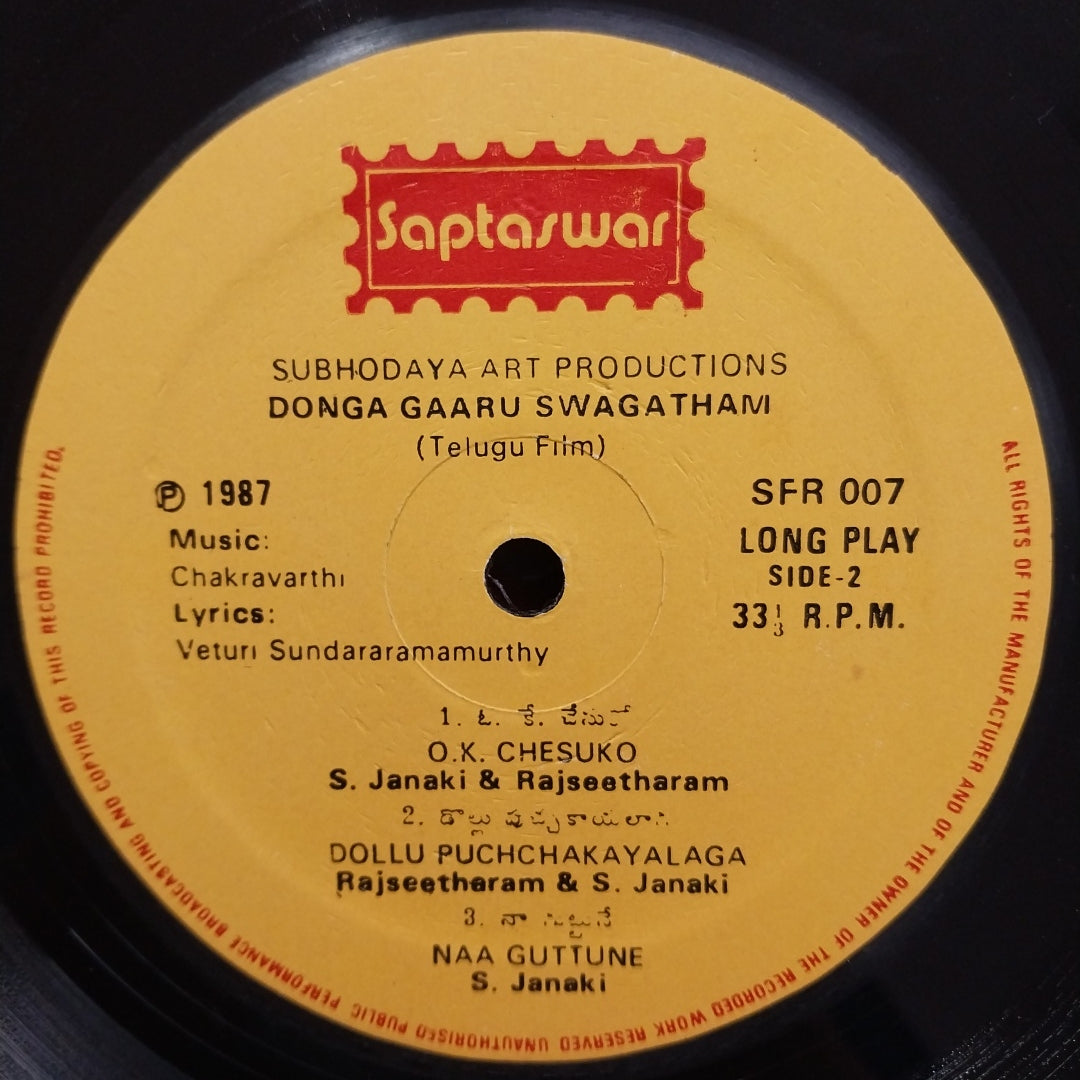 Saptaswar
SUBHODAYA ART PRODUCTIONS
DONGA GAARU SWAGATHAM
(Telugu Film)
℗ 1987
Music:
Chakravarthi
Lyrics:
Veturi Sundararamamurthy
SFR 007
LONG PLAY
SIDE-2
33⅓ R.P.M.
1. ఓ. కే. చేసుకో
O.K. CHESUKO
S. Janaki & Rajseetharam
2. డొల్లు పుచ్చకాయలాగ
DOLLU PUCHCHAKAYALAGA
Rajseetharam & S. Janaki
3. నా
NAA GUTTUNE
S. Janaki
ALL RIGHTS OF THE MANUFACTURER AND OF THE OWNER OF THE RECORDED WORK RESERVED UNAUTHORISED PUBLIC PERFORMANCE BROADCASTING AND COPYING OF THIS RECORD PROHIBITED.